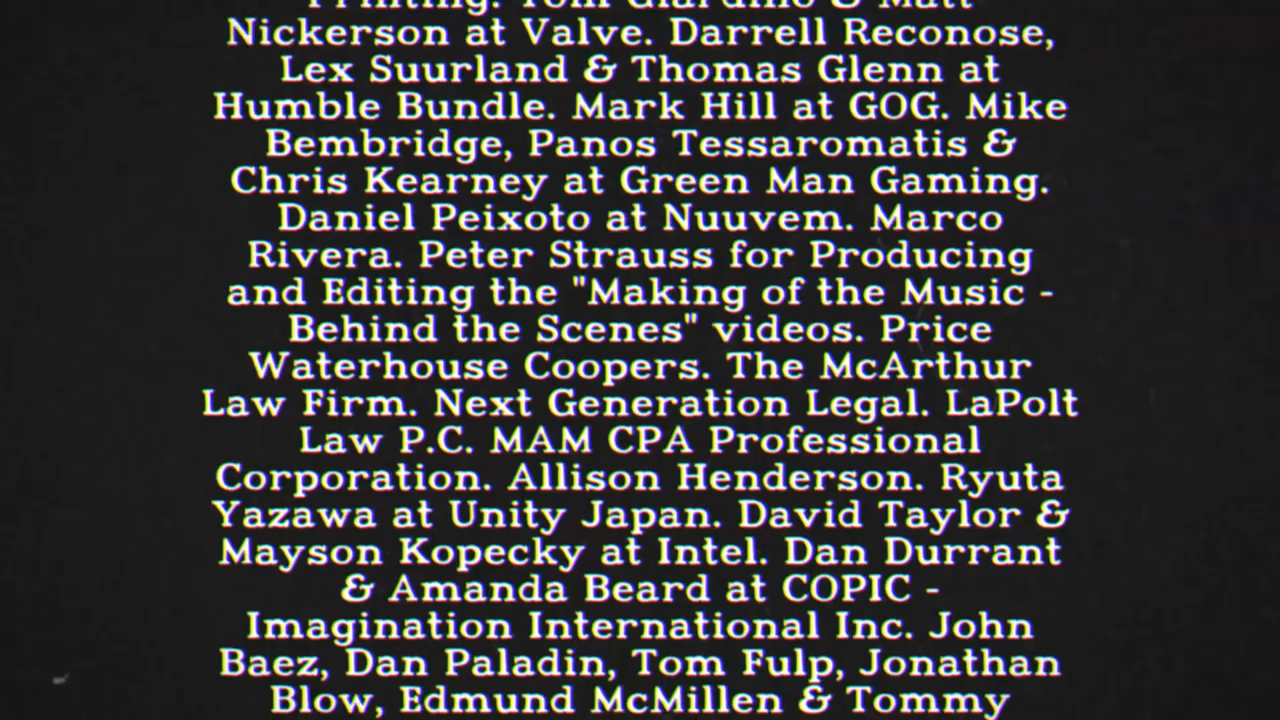 Printing. Tom Giardino & Matt
Nickerson at Valve. Darrell Reconose,
Lex Suurland & Thomas Glenn at
Humble Bundle. Mark Hill at GOG. Mike
Bembridge, Panos Tessaromatis &
Chris Kearney at Green Man Gaming.
Daniel Peixoto at Nuuvem. Marco
Rivera. Peter Strauss for Producing
and Editing the "Making of the Music -
Behind the Scenes" videos. Price
Waterhouse Coopers. The McArthur
Law Firm. Next Generation Legal. LaPolt
Law P.C. MAM CPA Professional
Corporation. Allison Henderson. Ryuta
Yazawa at Unity Japan. David Taylor &
Mayson Kopecky at Intel. Dan Durrant
& Amanda Beard at COPIC -
Imagination International Inc. John
Baez, Dan Paladin, Tom Fulp, Jonathan
Blow, Edmund McMillen & Tommy